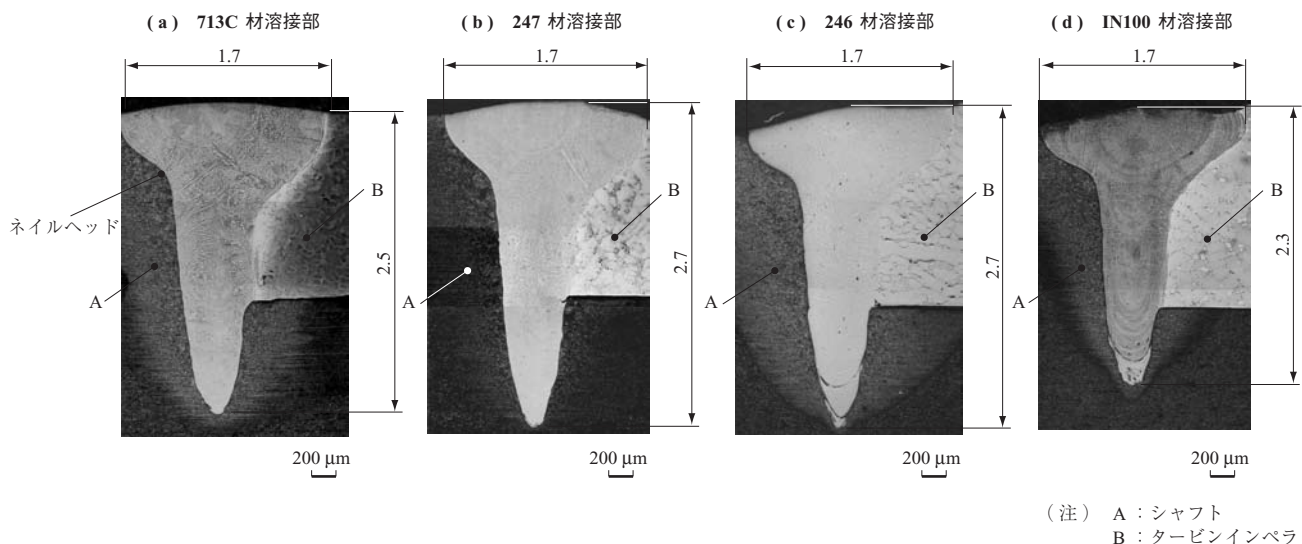 ( a ) 713C 材溶接部
1.7
ネイルヘッド
A
B
2.5
200 μm
( b ) 247 材溶接部
1.7
A
B
2.7
200 μm
( c ) 246 材溶接部
1.7
A
B
2.7
200 μm
( d ) IN100 材溶接部
1.7
A
B
2.3
200 μm
( 注 ) A : シャフト
B : タービンインペラ